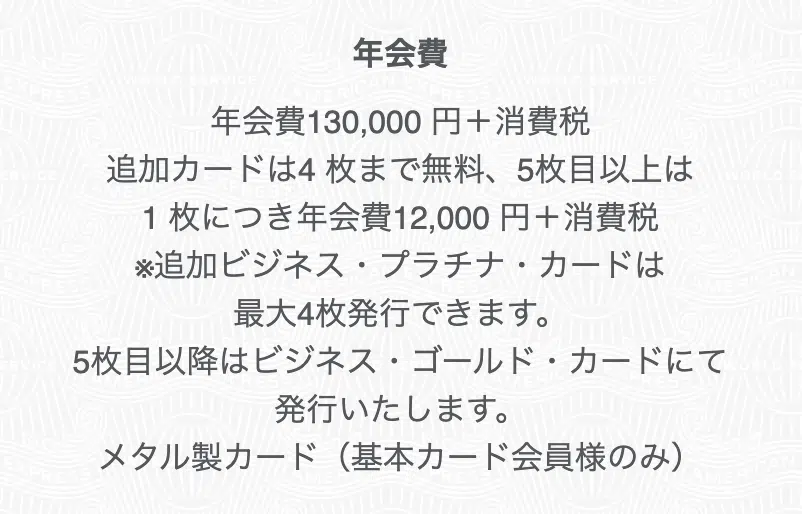 年会費
年会費130,000 円＋消費税
追加カードは4 枚まで無料、5枚目以上は
1 枚につき年会費12,000 円＋消費税
※追加ビジネス・プラチナ・カードは
最大4枚発行できます。
5枚目以降はビジネス・ゴールド・カードにて
発行いたします。
メタル製カード（基本カード会員様のみ）